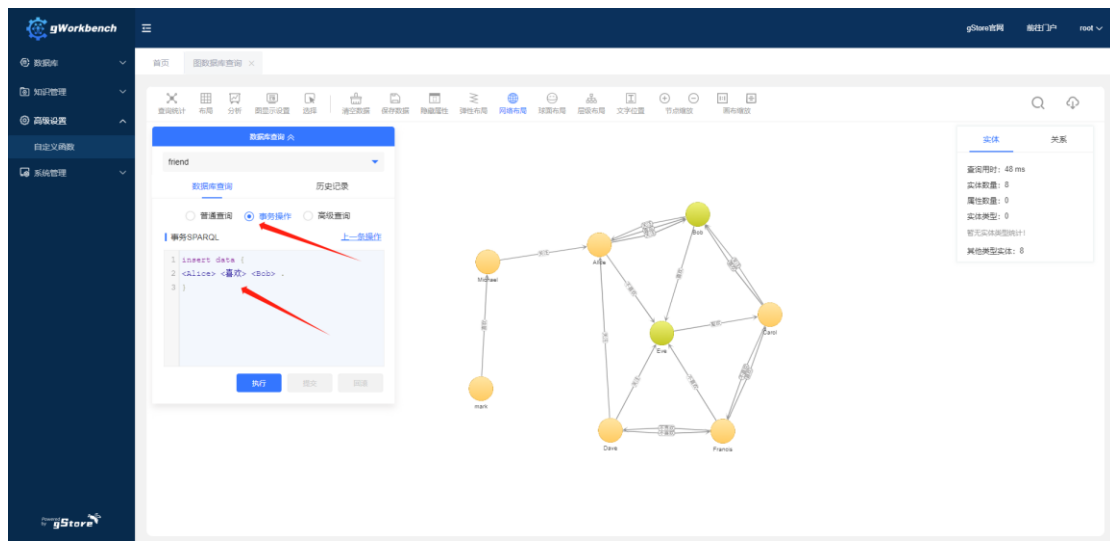 gWorkbench
gStore官网 前往门户 root
数据库
首页 图数据库查询 ×
知识管理
高级设置
自定义函数
系统管理
查询统计 布局 分析 图显示设置 选择 清空数据 保存数据 隐藏属性 弹性布局 网络布局 球面布局 层级布局 文字位置 节点缩放 画布缩放
数据库查询
friend
数据库查询 历史记录
普通查询 事务操作 高级查询
事务SPARQL 上一条操作
1 insert data {
2 <Alice> <喜欢> <Bob> .
3 }
执行 提交 回滚
实体 关系
查询用时: 48 ms
实体数量: 8
属性数量: 0
实体类型: 0
暂无实体类型统计!
其他类型实体: 8
Bob
Alice
Michael
Carol
Eve
mark
Dave
Francis
Powered by gStore